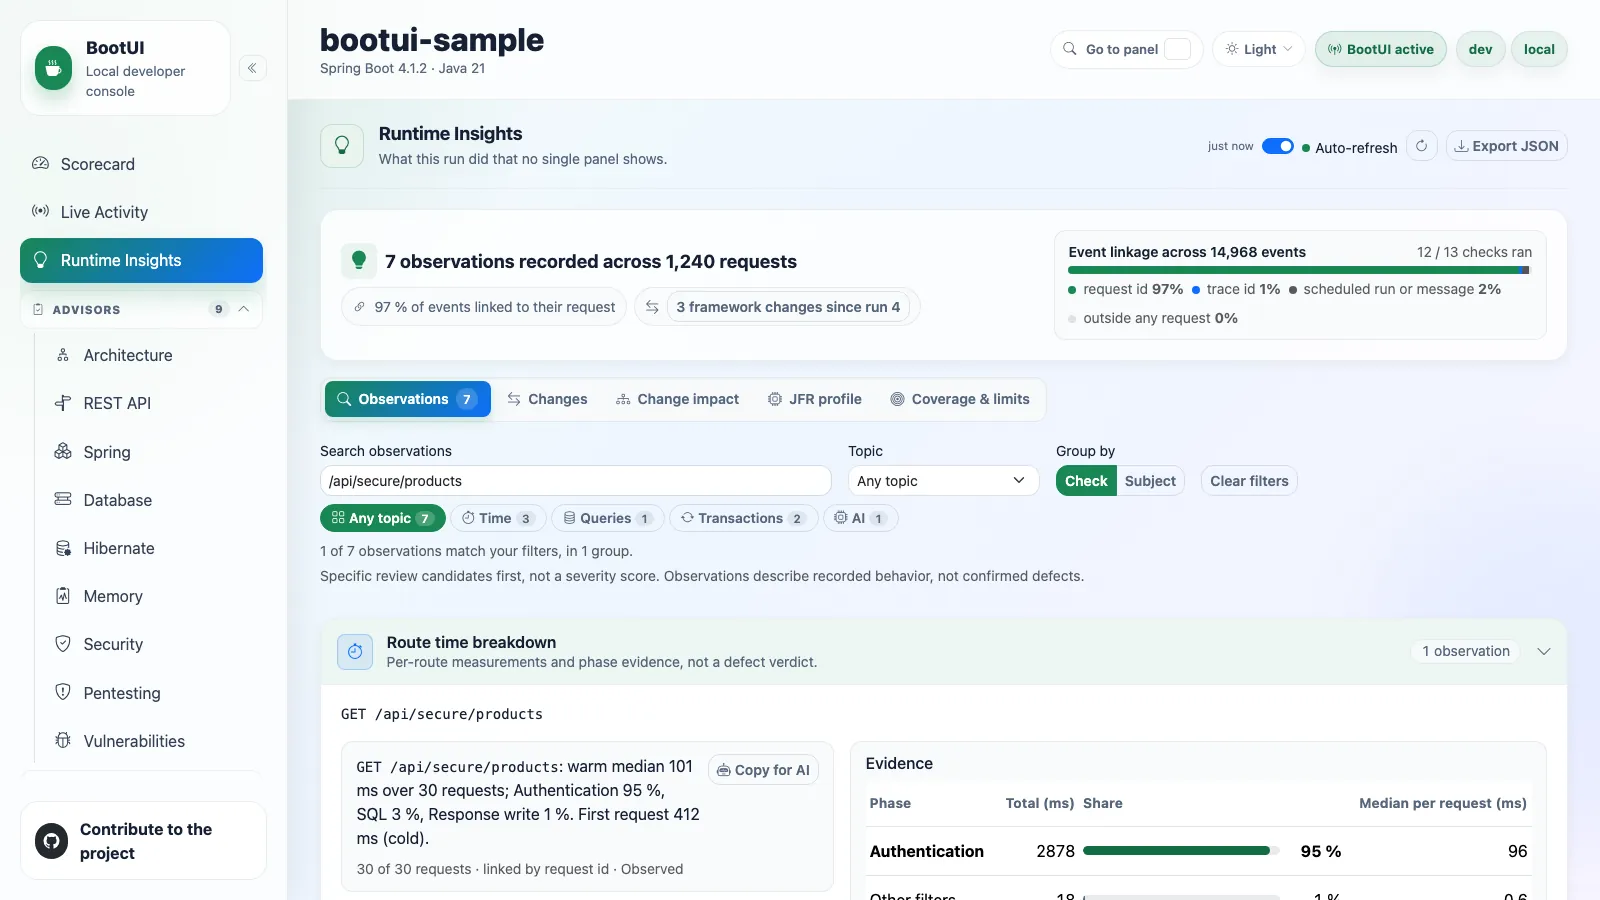 BootUI
Local developer
console
Scorecard
Live Activity
Runtime Insights
ADVISORS 9
Architecture
REST API
Spring
Database
Hibernate
Memory
Security
Pentesting
Vulnerabilities
Contribute to the
project
bootui-sample
Spring Boot 4.1.2 · Java 21
Go to panel
Light
BootUI active
dev
local
Runtime Insights
What this run did that no single panel shows.
just now
Auto-refresh
Export JSON
7 observations recorded across 1,240 requests
97 % of events linked to their request
3 framework changes since run 4
Event linkage across 14,968 events 12 / 13 checks ran
request id 97% trace id 1% scheduled run or message 2%
outside any request 0%
Observations 7
Changes
Change impact
JFR profile
Coverage & limits
Search observations
/api/secure/products
Topic
Any topic
Group by
Check Subject
Clear filters
Any topic 7
Time 3
Queries 1
Transactions 2
AI 1
1 of 7 observations match your filters, in 1 group.
Specific review candidates first, not a severity score. Observations describe recorded behavior, not confirmed defects.
Route time breakdown
Per-route measurements and phase evidence, not a defect verdict.
1 observation
GET /api/secure/products
GET /api/secure/products: warm median 101
ms over 30 requests; Authentication 95 %,
SQL 3 %, Response write 1 %. First request 412
ms (cold).
Copy for AI
30 of 30 requests · linked by request id · Observed
Evidence
Phase Total (ms) Share Median per request (ms)
Authentication 2878 95 % 96
Other filters 18 1 % 0.6